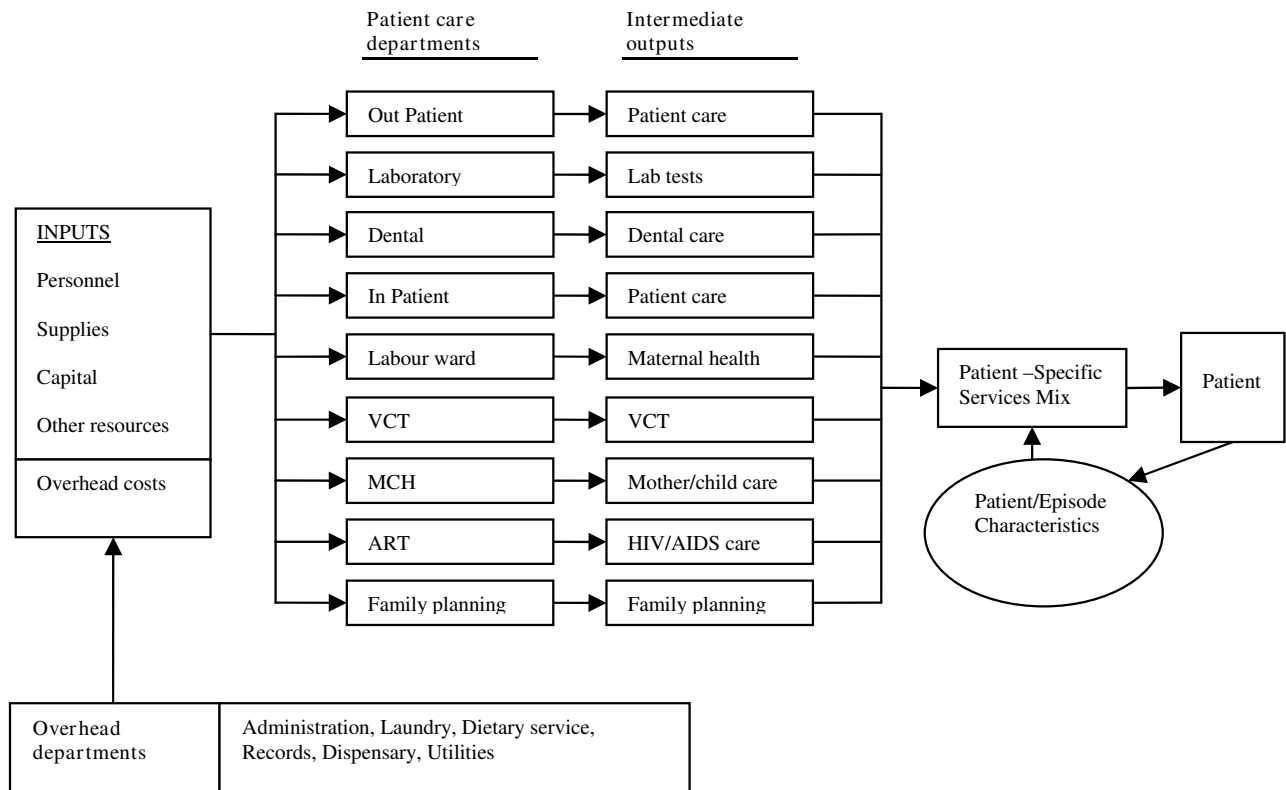 Patient care
departments
Intermediate
outputs
Out Patient
Patient care
Laboratory
Lab tests
Dental
Dental care
In Patient
Patient care
Labour ward
Maternal health
VCT
VCT
MCH
Mother/child care
ART
HIV/AIDS care
Family planning
Family planning
INPUTS
Personnel
Supplies
Capital
Other resources
Overhead costs
Patient –Specific
Services Mix
Patient
Patient/Episode
Characteristics
Overhead
departments
Administration, Laundry, Dietary service,
Records, Dispensary, Utilities